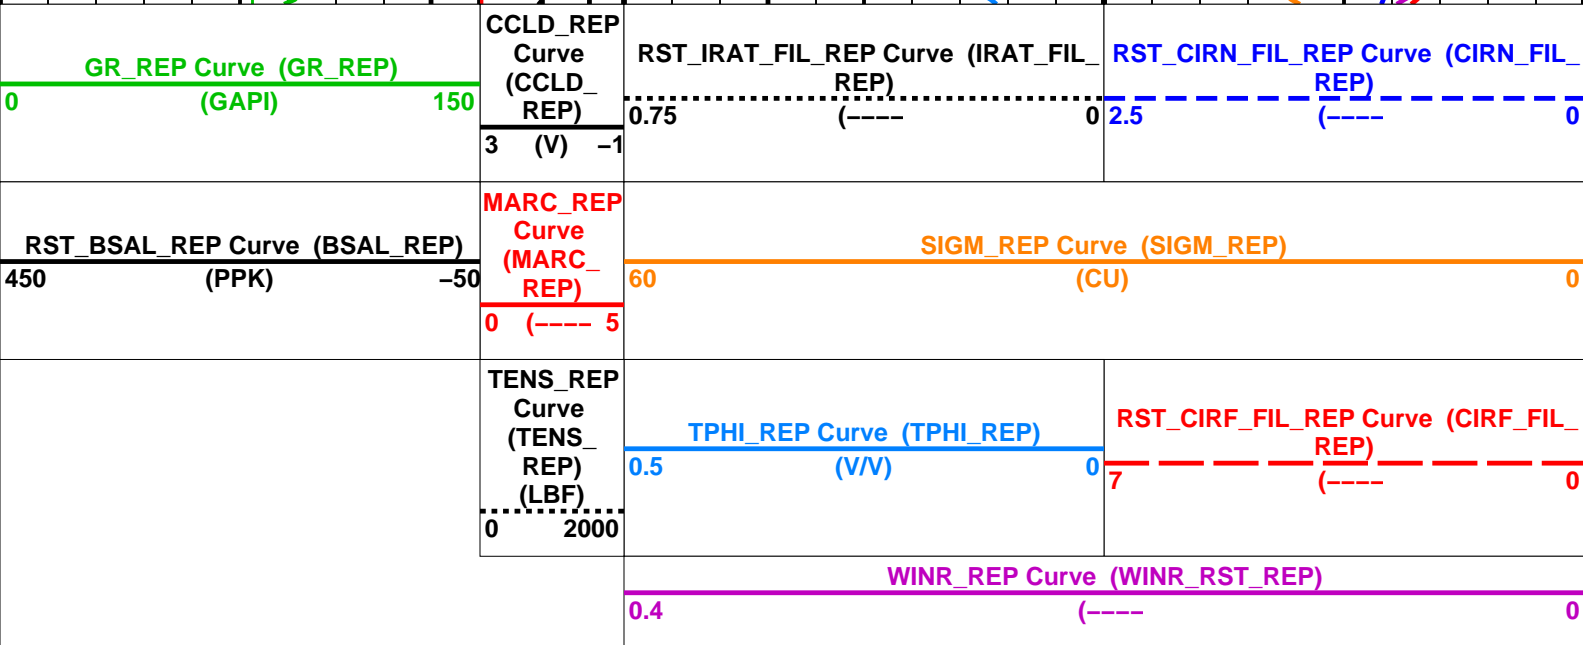 GR_REP Curve (GR_REP)
0 (GAPI) 150
CCLD_REP
Curve
(CCLD_
REP)
3 (V) −1
RST_IRAT_FIL_REP Curve (IRAT_FIL_
REP)
0.75 (−−−− 0
RST_CIRN_FIL_REP Curve (CIRN_FIL_
REP)
2.5 (−−−− 0
RST_BSAL_REP Curve (BSAL_REP)
450 (PPK) −50
MARC_REP
Curve
(MARC_
REP)
0 (−−−− 5
SIGM_REP Curve (SIGM_REP)
60 (CU) 0
TENS_REP
Curve
(TENS_
REP)
(LBF)
0 2000
TPHI_REP Curve (TPHI_REP)
0.5 (V/V) 0
RST_CIRF_FIL_REP Curve (CIRF_FIL_
REP)
7 (−−−− 0
WINR_REP Curve (WINR_RST_REP)
0.4 (−−−− 0